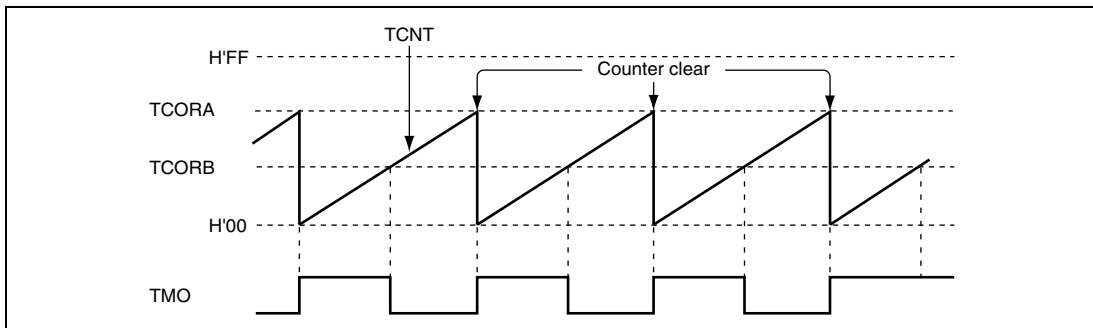 TCNT
H'FF
Counter clear
TCORA
TCORB
H'00
TMO